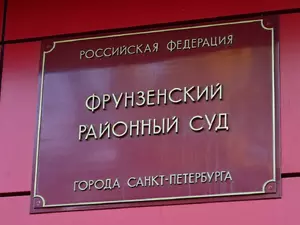 РОССИЙСКАЯ ФЕДЕРАЦИЯ
ФРУНЗЕНСКИЙ
РАЙОННЫЙ СУД
ГОРОДА САНКТ-ПЕТЕРБУРГА